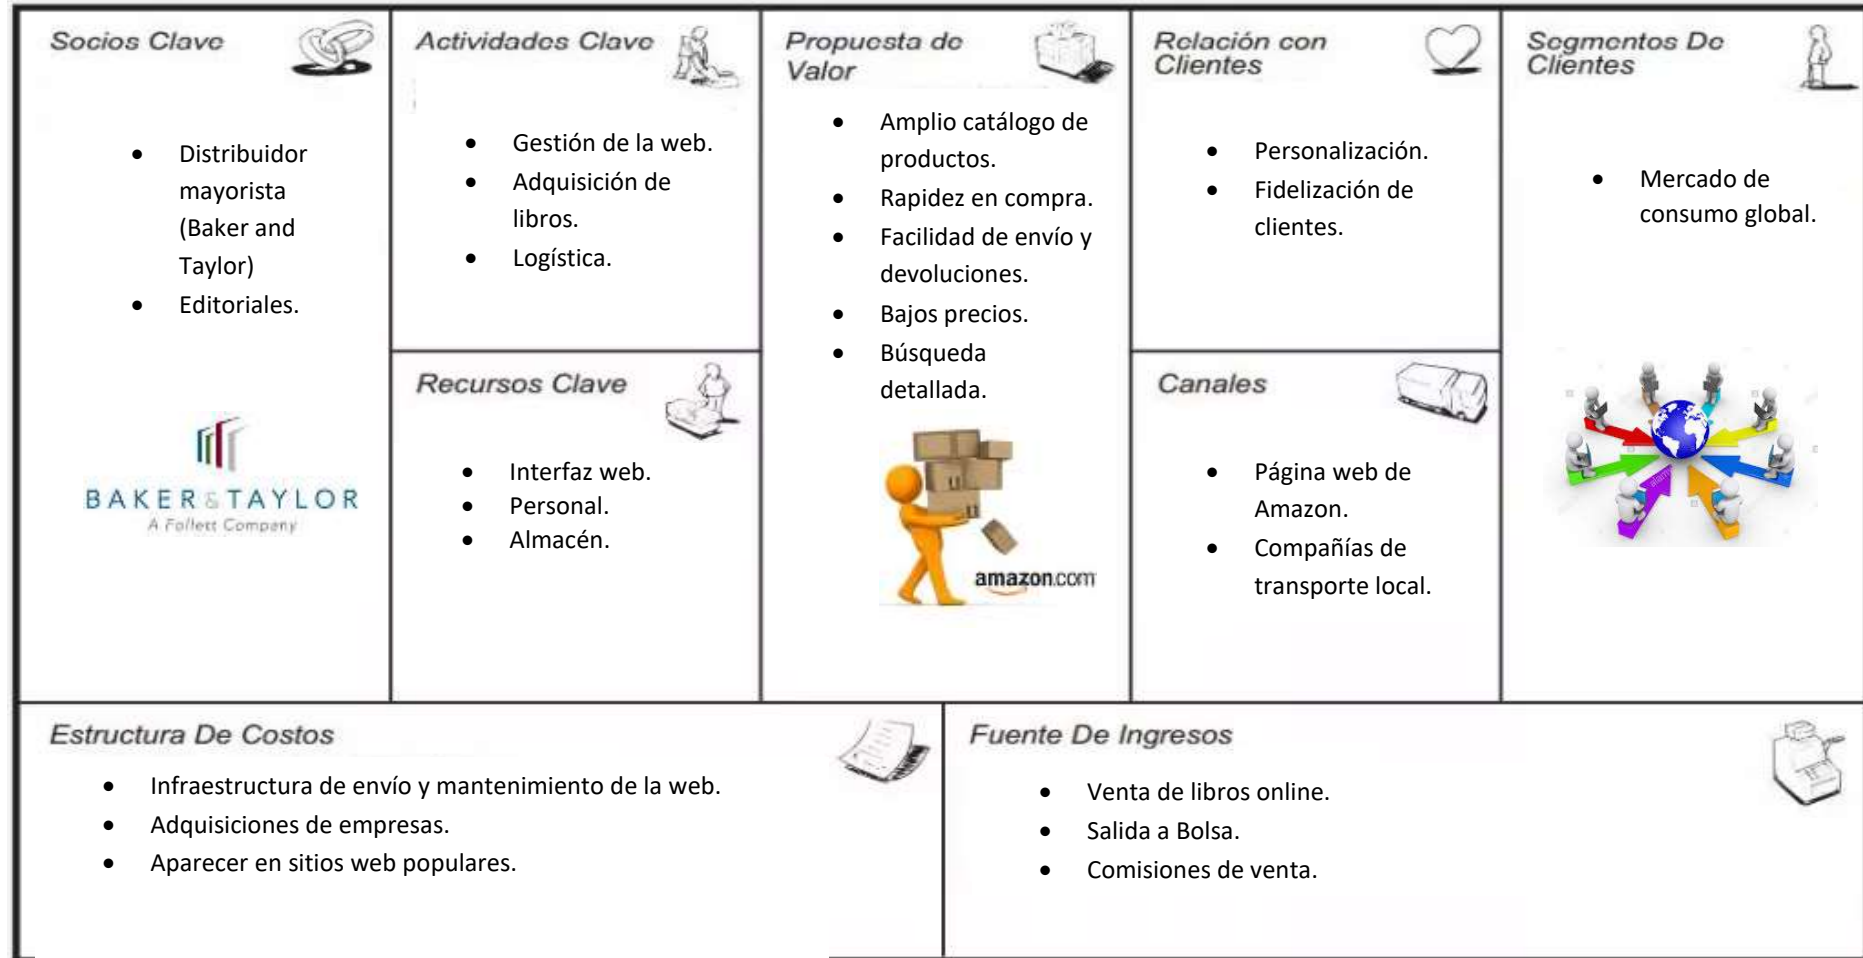 Socios Clave
• Distribuidor
mayorista
(Baker and
Taylor)
• Editoriales.
BAKER & TAYLOR
A Follett Company
Actividades Clave
• Gestión de la web.
• Adquisición de
libros.
• Logística.
Recursos Clave
• Interfaz web.
• Personal.
• Almacén.
Propuesta de
Valor
• Amplio catálogo de
productos.
• Rapidez en compra.
• Facilidad de envío y
devoluciones.
• Bajos precios.
• Búsqueda
detallada.
amazon.com
Relación con
Clientes
• Personalización.
• Fidelización de
clientes.
Canales
• Página web de
Amazon.
• Compañías de
transporte local.
Segmentos De
Clientes
• Mercado de
consumo global.
Estructura De Costos
• Infraestructura de envío y mantenimiento de la web.
• Adquisiciones de empresas.
• Aparecer en sitios web populares.
Fuente De Ingresos
• Venta de libros online.
• Salida a Bolsa.
• Comisiones de venta.